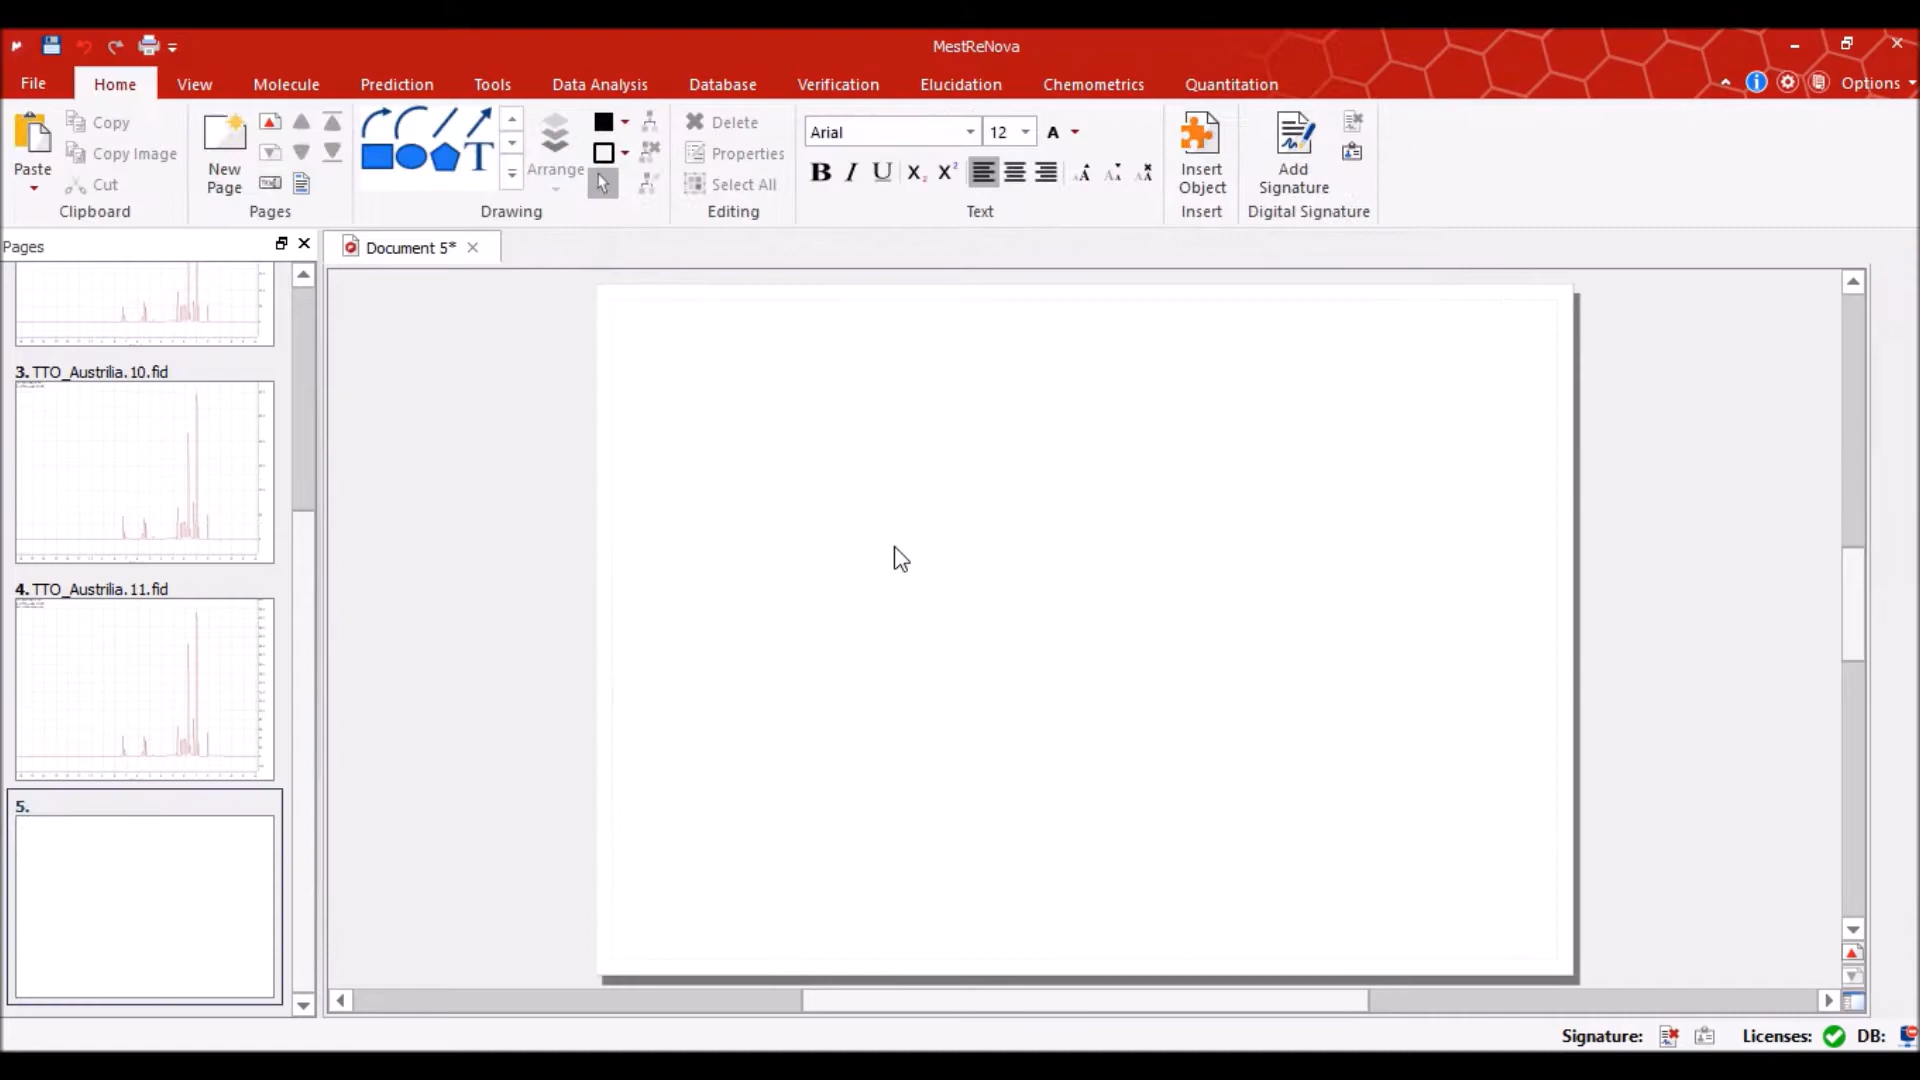 MestReNova
File Home View Molecule Prediction Tools Data Analysis Database Verification Elucidation Chemometrics Quantitation Options
Paste
Copy
Copy Image
Cut
Clipboard
New Page
Pages
T
Arrange
Drawing
Delete
Properties
Select All
Editing
Arial 12 A
B I U X₂ X² A A A
Text
Insert Object
Insert
Add Signature
Digital Signature
Pages
Document 5*
3. TTO_Austrilia.10.fid
4. TTO_Austrilia.11.fid
5.
Signature: Licenses: DB: